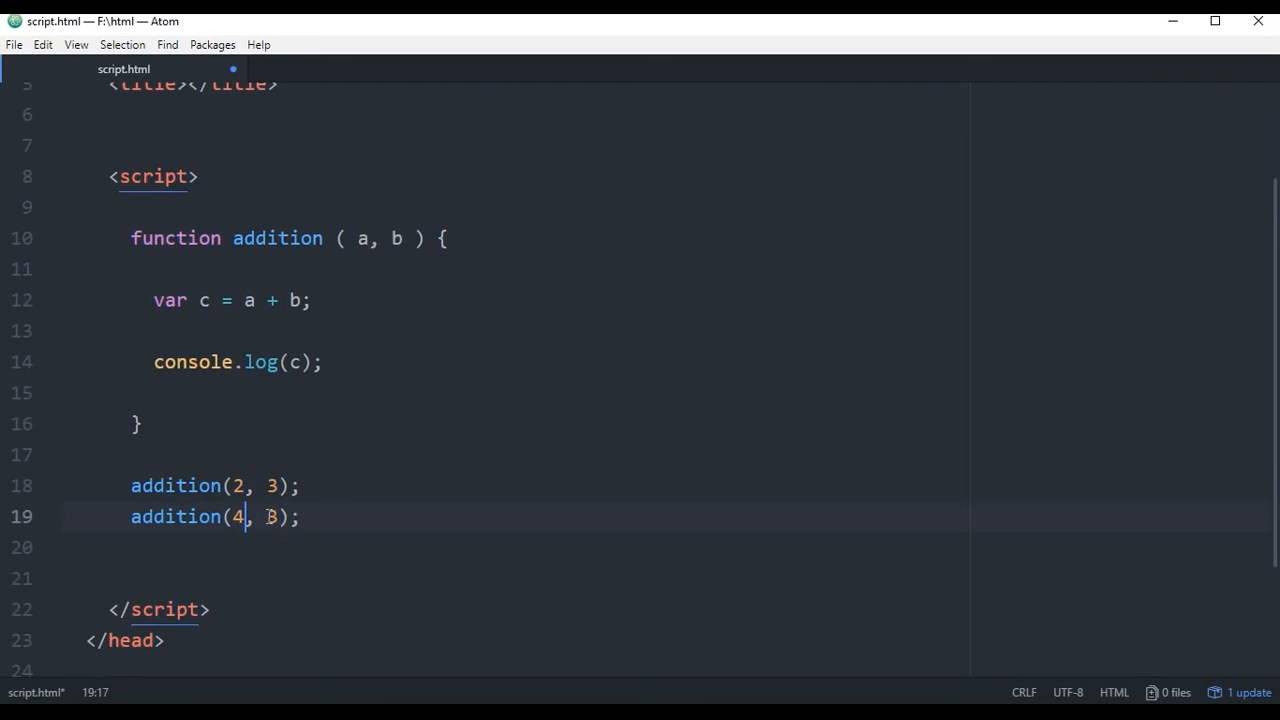 script.html — F:\html — Atom
File Edit View Selection Find Packages Help
script.html
5 <title></title>
6
7
8 <script>
9
10 function addition ( a, b ) {
11
12 var c = a + b;
13
14 console.log(c);
15
16 }
17
18 addition(2, 3);
19 addition(4, 3);
20
21
22 </script>
23 </head>
24
script.html* 19:17 CRLF UTF-8 HTML 0 files 1 update